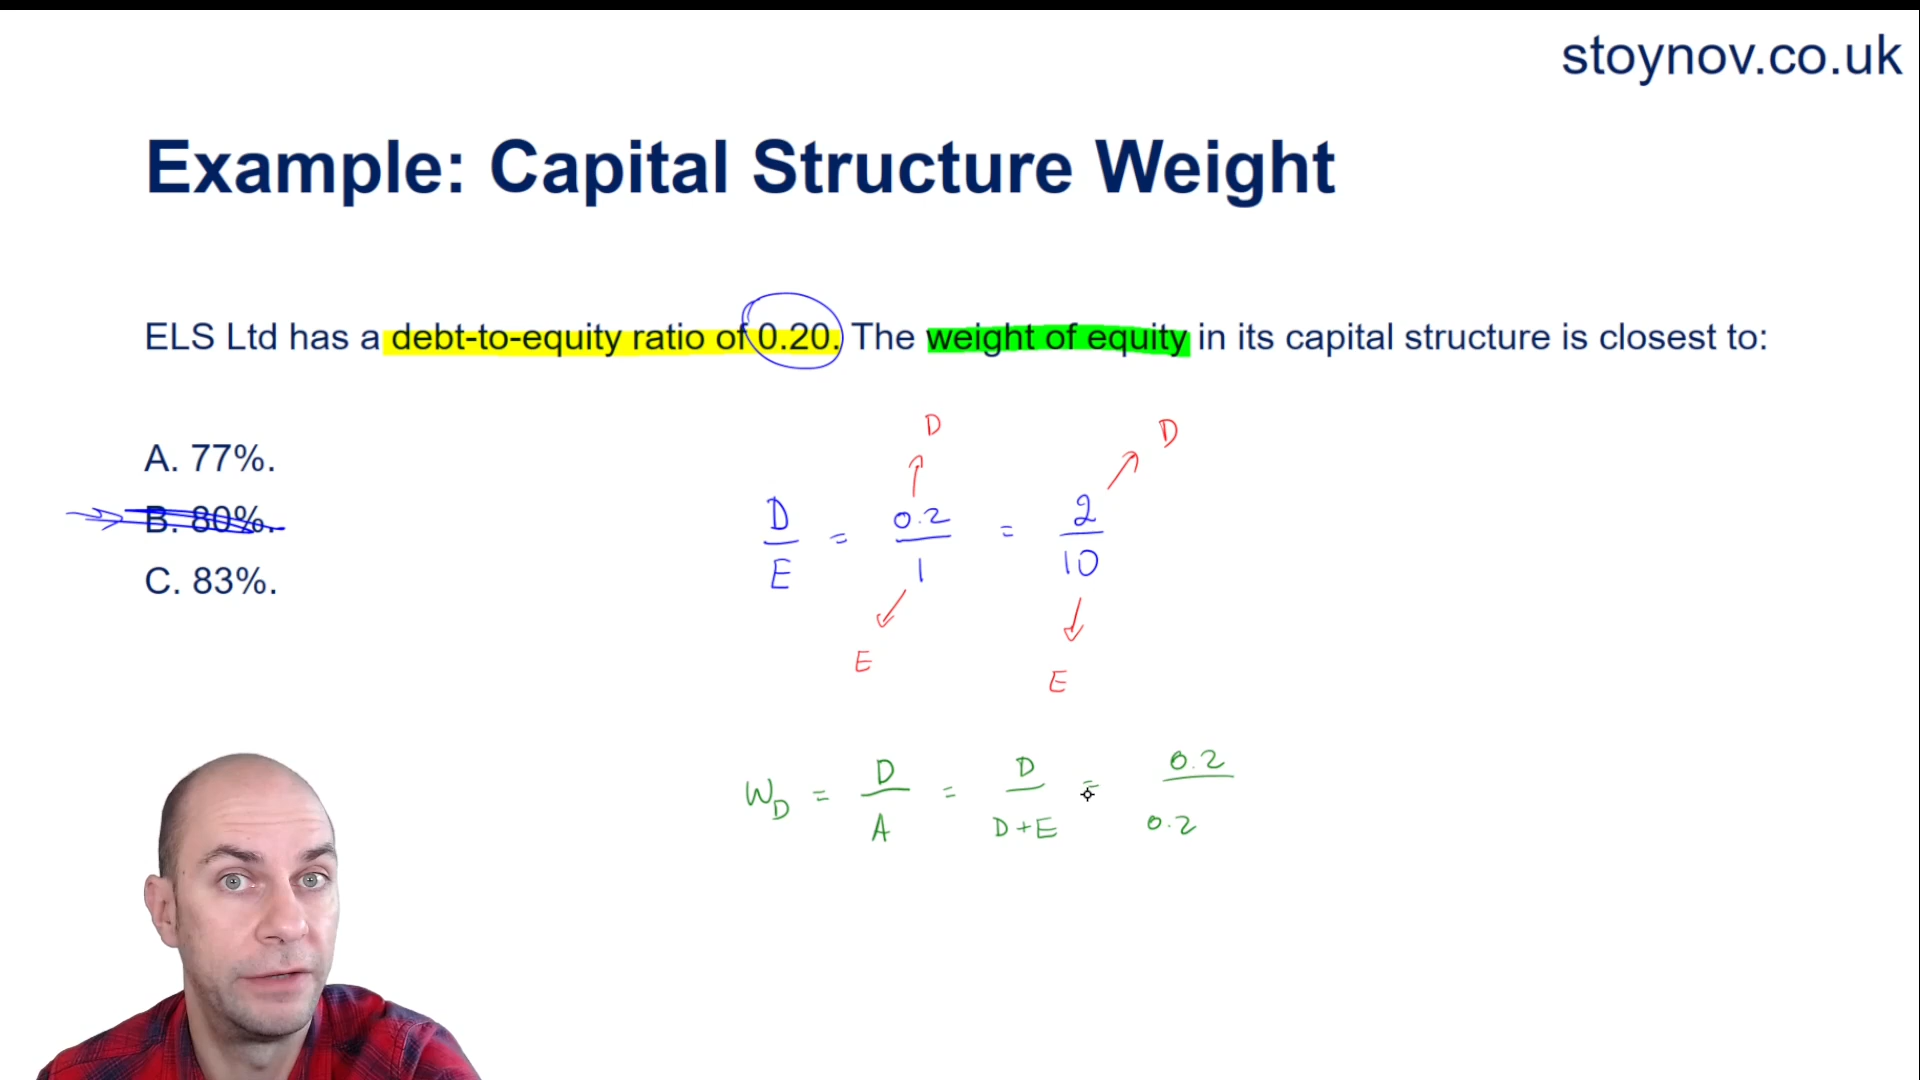 stoynov.co.uk
Example: Capital Structure Weight
ELS Ltd has a debt-to-equity ratio of 0.20. The weight of equity in its capital structure is closest to:
A. 77%.
B. 80%.
C. 83%.
D D
D/E = 0.2/1 = 2/10
E E
W_D = D/A = D/D+E = 0.2/0.2